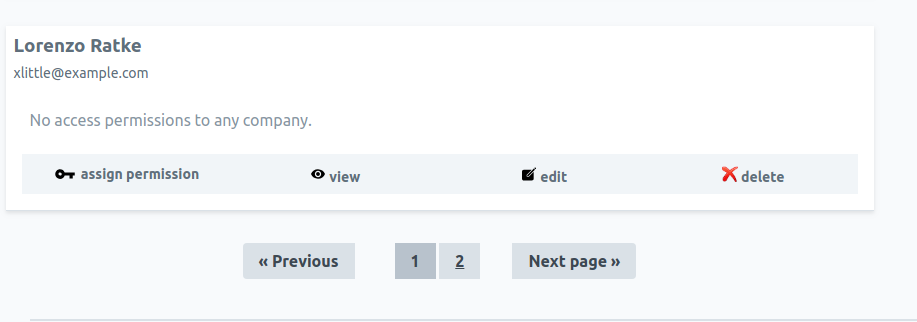 Lorenzo Ratke
xlittle@example.com
No access permissions to any company.
assign permission view edit delete
« Previous 1 2 Next page »